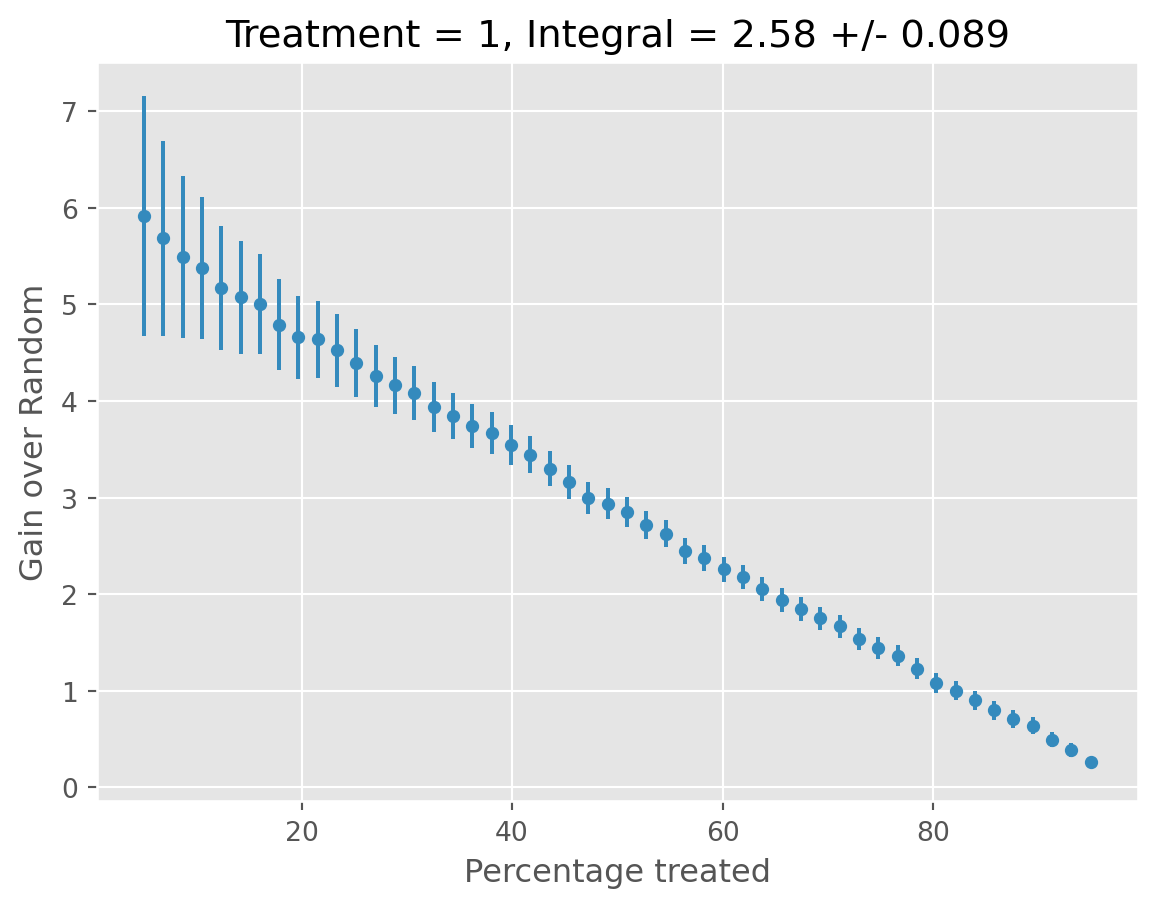 Treatment = 1, Integral = 2.58 +/- 0.089
7
6
5
4
3
2
1
0
Gain over Random
20 40 60 80
Percentage treated